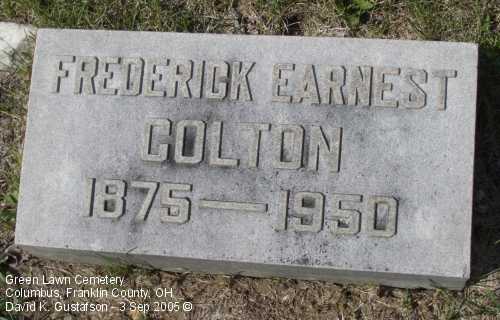 FREDERICK EARNEST
COLTON
1875—1950
Green Lawn Cemetery
Columbus, Franklin County, OH
David K. Gustafson ~ 3 Sep 2005 ©